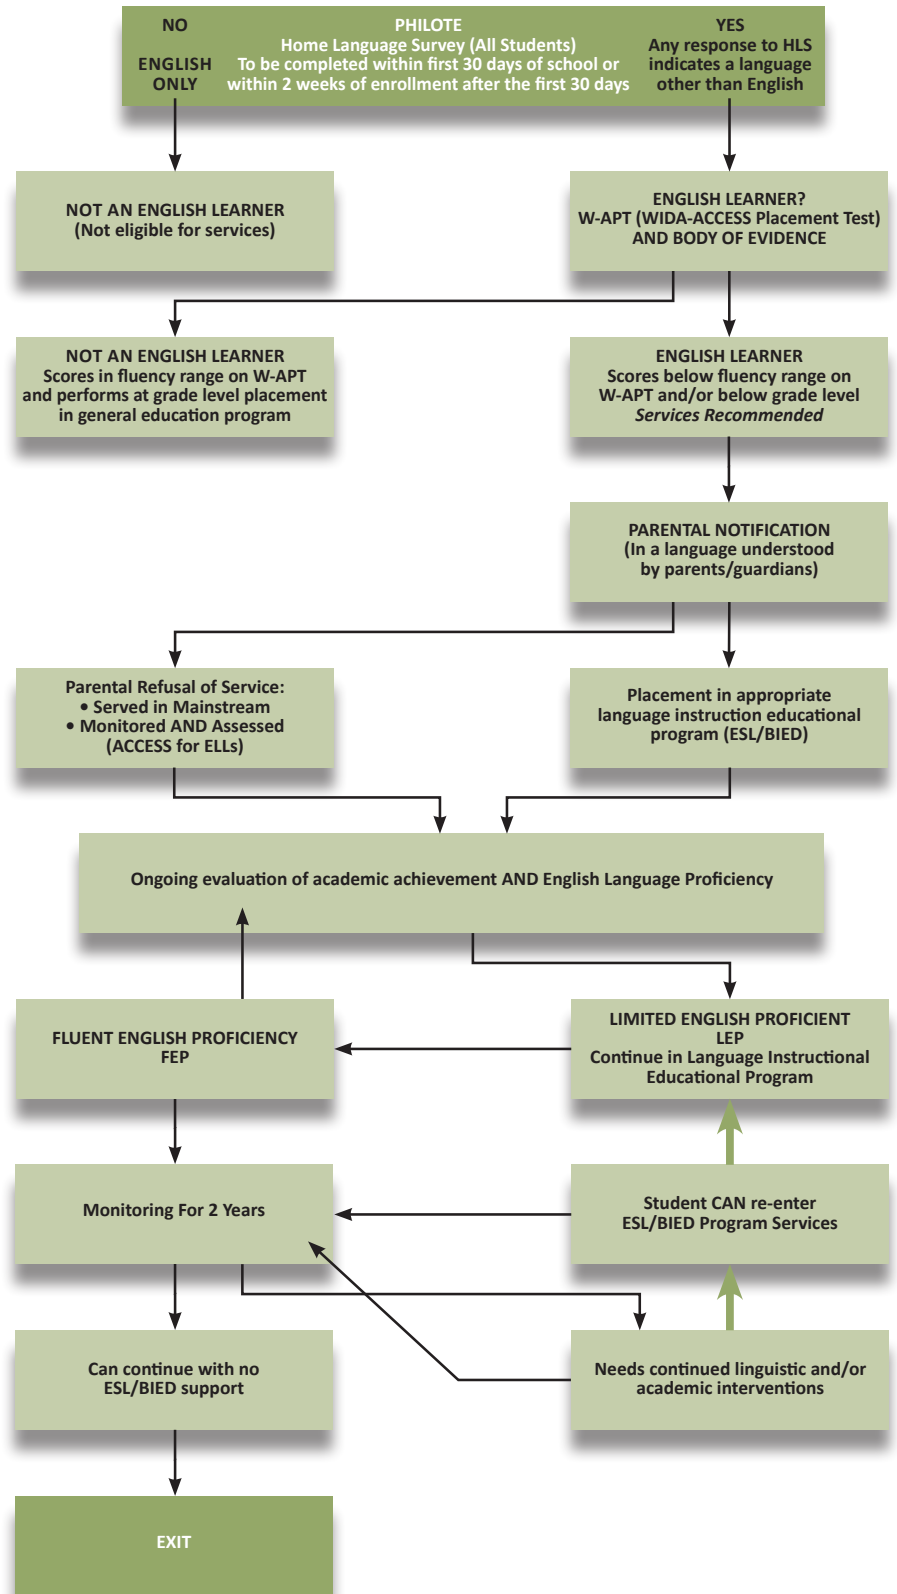 NO
ENGLISH
ONLY
PHILOTE
Home Language Survey (All Students)
To be completed within first 30 days of school or
within 2 weeks of enrollment after the first 30 days
YES
Any response to HLS
indicates a language
other than English
NOT AN ENGLISH LEARNER
(Not eligible for services)
ENGLISH LEARNER?
W-APT (WIDA-ACCESS Placement Test)
AND BODY OF EVIDENCE
NOT AN ENGLISH LEARNER
Scores in fluency range on W-APT
and performs at grade level placement
in general education program
ENGLISH LEARNER
Scores below fluency range on
W-APT and/or below grade level
Services Recommended
PARENTAL NOTIFICATION
(In a language understood
by parents/guardians)
Parental Refusal of Service:
• Served in Mainstream
• Monitored AND Assessed
(ACCESS for ELLs)
Placement in appropriate
language instruction educational
program (ESL/BIED)
Ongoing evaluation of academic achievement AND English Language Proficiency
FLUENT ENGLISH PROFICIENCY
FEP
LIMITED ENGLISH PROFICIENT
LEP
Continue in Language Instructional
Educational Program
Monitoring For 2 Years
Student CAN re-enter
ESL/BIED Program Services
Can continue with no
ESL/BIED support
Needs continued linguistic and/or
academic interventions
EXIT